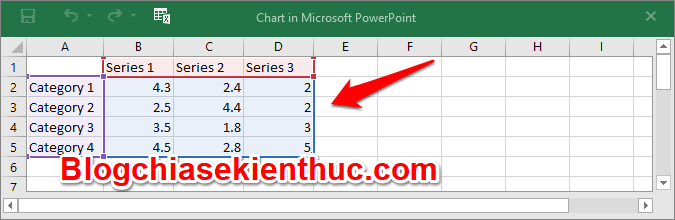 Chart in Microsoft PowerPoint
A B C D E F G H I
1 Series 1 Series 2 Series 3
2 Category 1 4.3 2.4 2
3 Category 2 2.5 4.4 2
4 Category 3 3.5 1.8 3
5 Category 4 4.5 2.8 5
6
Blogchiasekienthuc.com
7